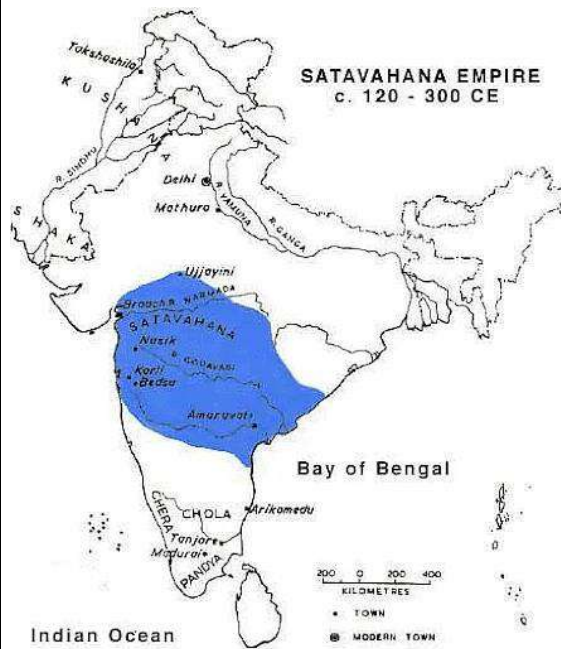 Takshashila
KUSHANA
SATAVAHANA EMPIRE
c. 120 - 300 CE
R. SINDHU
Delhi
R. YAMUNA
R. GANGA
Mathura
SHAKA
Ujjayini
Broach
R. NARMADA
SATAVAHANA
Nasik
R. GODAVARI
Karli
Bedsa
Amaravati
Bay of Bengal
CHERA
CHOLA
Arikamedu
Tanjore
Madurai
PANDYA
200 0 200 400
KILOMETRES
TOWN
MODERN TOWN
Indian Ocean